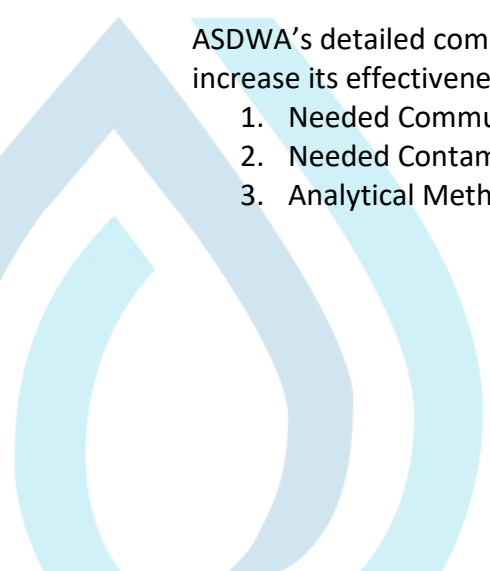 ASDWA's detailed com
increase its effectivene
1. Needed Commu
2. Needed Contam
3. Analytical Meth